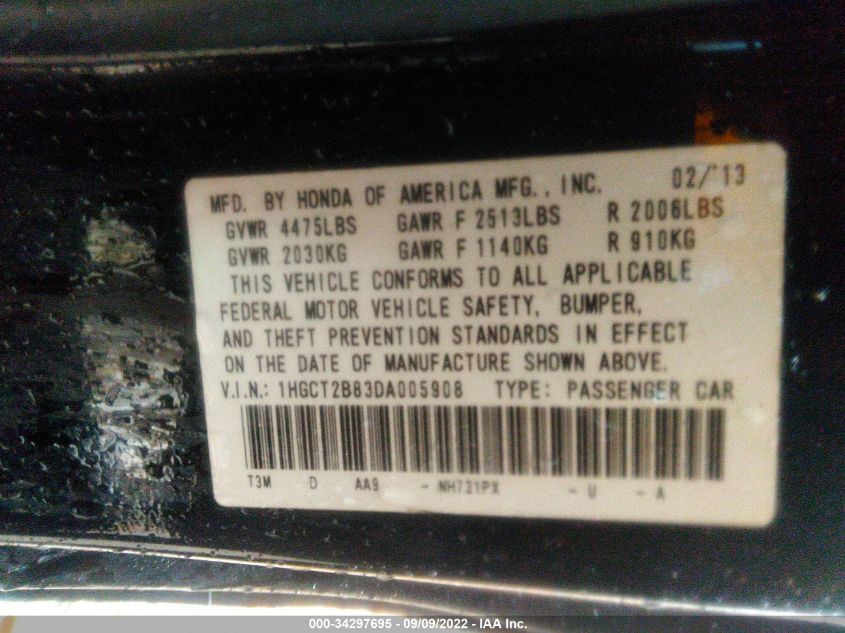 MFD. BY HONDA OF AMERICA MFG., INC. 02/13
GVWR 4475LBS GAWR F 2513LBS R 2006LBS
GVWR 2030KG GAWR F 1140KG R 910KG
THIS VEHICLE CONFORMS TO ALL APPLICABLE
FEDERAL MOTOR VEHICLE SAFETY, BUMPER,
AND THEFT PREVENTION STANDARDS IN EFFECT
ON THE DATE OF MANUFACTURE SHOWN ABOVE.
V.I.N.: 1HGCT2B83DA005908 TYPE: PASSENGER CAR
T3M D AA9 - NH731PX - U - A
000-34297695 - 09/09/2022 - IAA Inc.